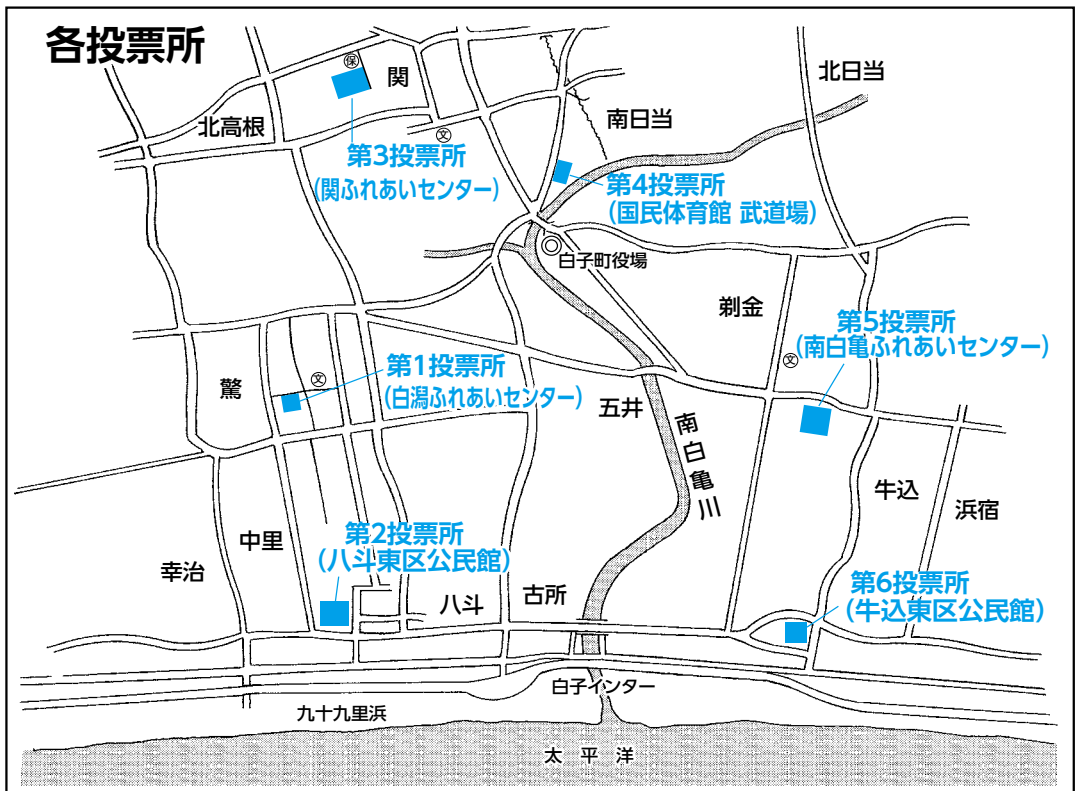 各投票所
保
関
北日当
北高根
文
南日当
第3投票所
(関ふれあいセンター)
第4投票所
(国民体育館 武道場)
白子町役場
剃金
第5投票所
(南白亀ふれあいセンター)
文
驚
文
第1投票所
(白潟ふれあいセンター)
五井
南白亀川
牛込
浜宿
中里
第2投票所
(八斗東区公民館)
幸治
八斗
古所
第6投票所
(牛込東区公民館)
白子インター
九十九里浜
太平洋